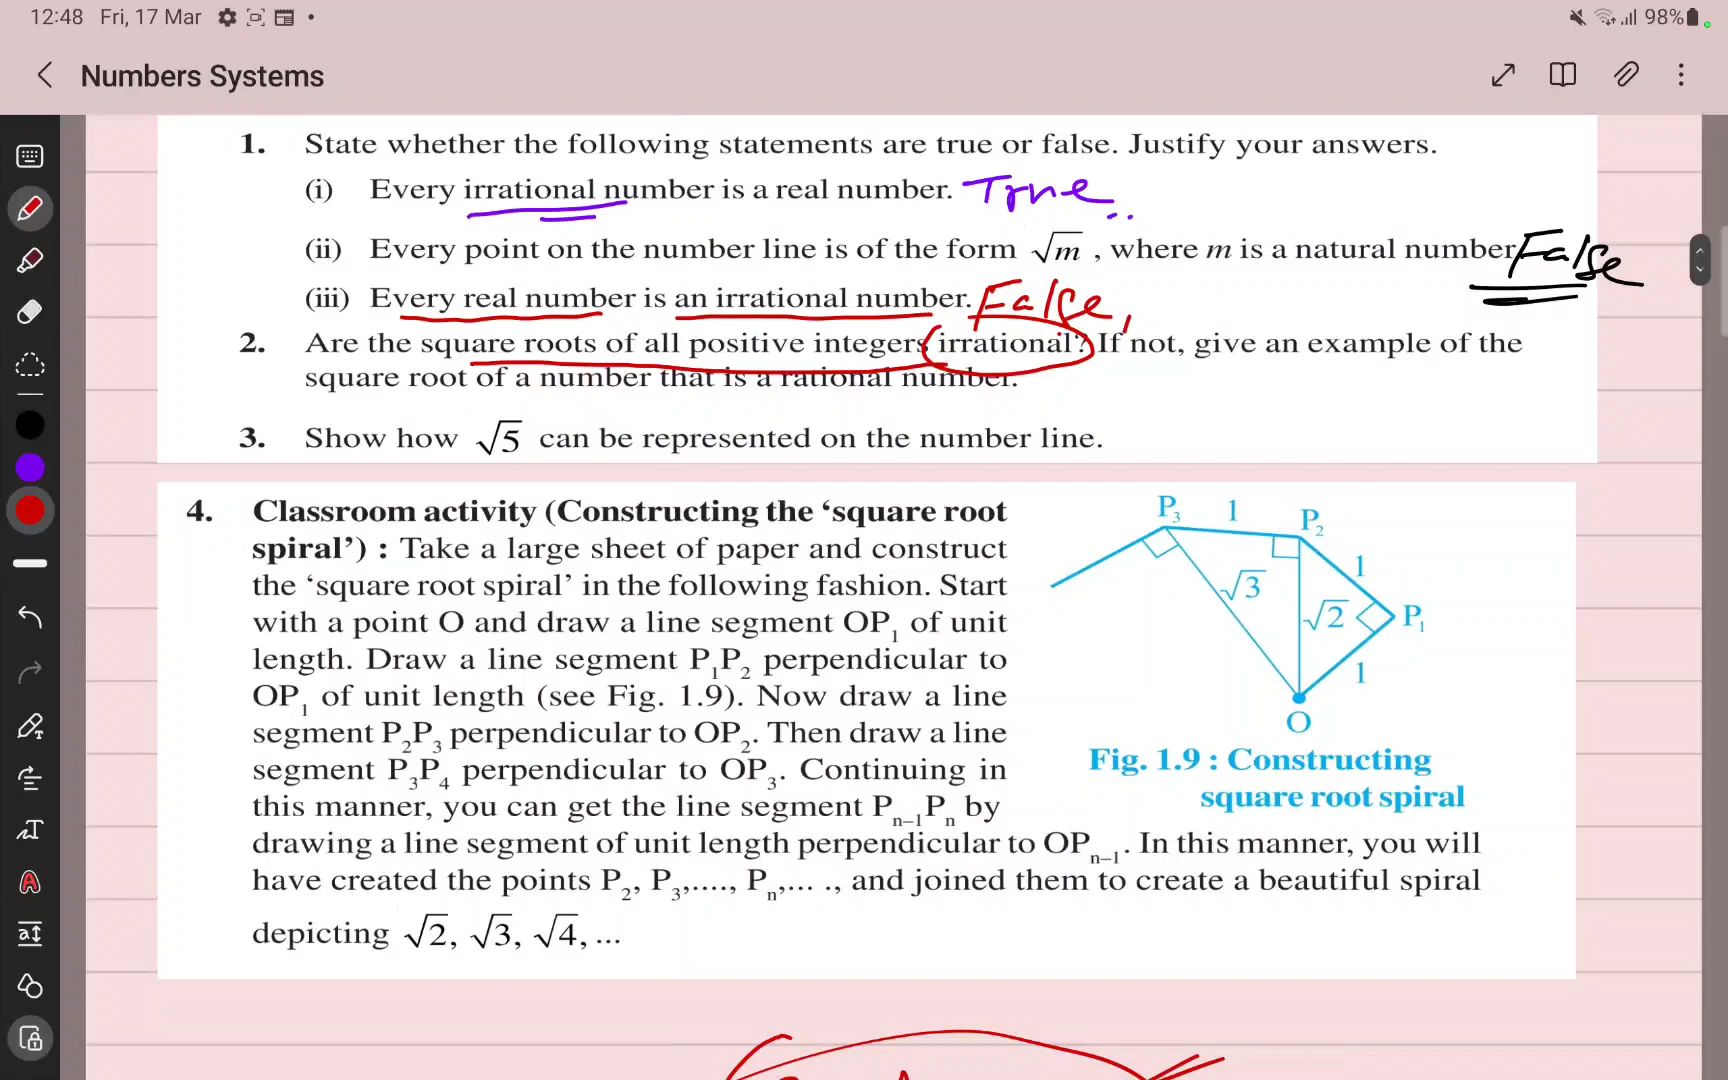 12:48 Fri, 17 Mar
98%
Numbers Systems
1. State whether the following statements are true or false. Justify your answers.
(i) Every irrational number is a real number. True
(ii) Every point on the number line is of the form √m , where m is a natural number False
(iii) Every real number is an irrational number. False,
2. Are the square roots of all positive integers irrational? If not, give an example of the
square root of a number that is a rational number.
3. Show how √5 can be represented on the number line.
4. Classroom activity (Constructing the ‘square root
spiral’) : Take a large sheet of paper and construct
the ‘square root spiral’ in the following fashion. Start
with a point O and draw a line segment OP₁ of unit
length. Draw a line segment P₁P₂ perpendicular to
OP₁ of unit length (see Fig. 1.9). Now draw a line
segment P₂P₃ perpendicular to OP₂. Then draw a line
segment P₃P₄ perpendicular to OP₃. Continuing in
this manner, you can get the line segment Pₙ₋₁Pₙ by
drawing a line segment of unit length perpendicular to OPₙ₋₁. In this manner, you will
have created the points P₂, P₃,...., Pₙ,... ., and joined them to create a beautiful spiral
depicting √2, √3, √4, ...
P₃ 1 P₂
1
√3
√2 P₁
1
O
Fig. 1.9 : Constructing
square root spiral